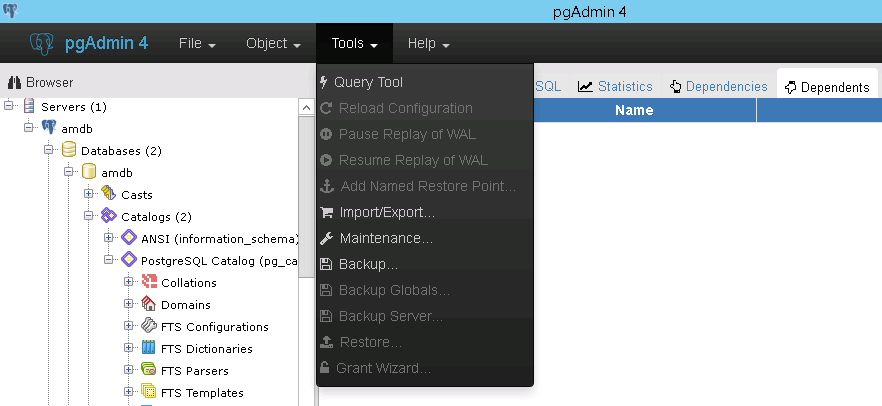 pgAdmin 4
pgAdmin 4 File Object Tools Help
Browser
Servers (1)
amdb
Databases (2)
amdb
Casts
Catalogs (2)
ANSI (information_schema)
PostgreSQL Catalog (pg_ca
Collations
Domains
FTS Configurations
FTS Dictionaries
FTS Parsers
FTS Templates
Query Tool
Reload Configuration
Pause Replay of WAL
Resume Replay of WAL
Add Named Restore Point...
Import/Export...
Maintenance...
Backup...
Backup Globals...
Backup Server...
Restore...
Grant Wizard...
SQL Statistics Dependencies Dependents
Name